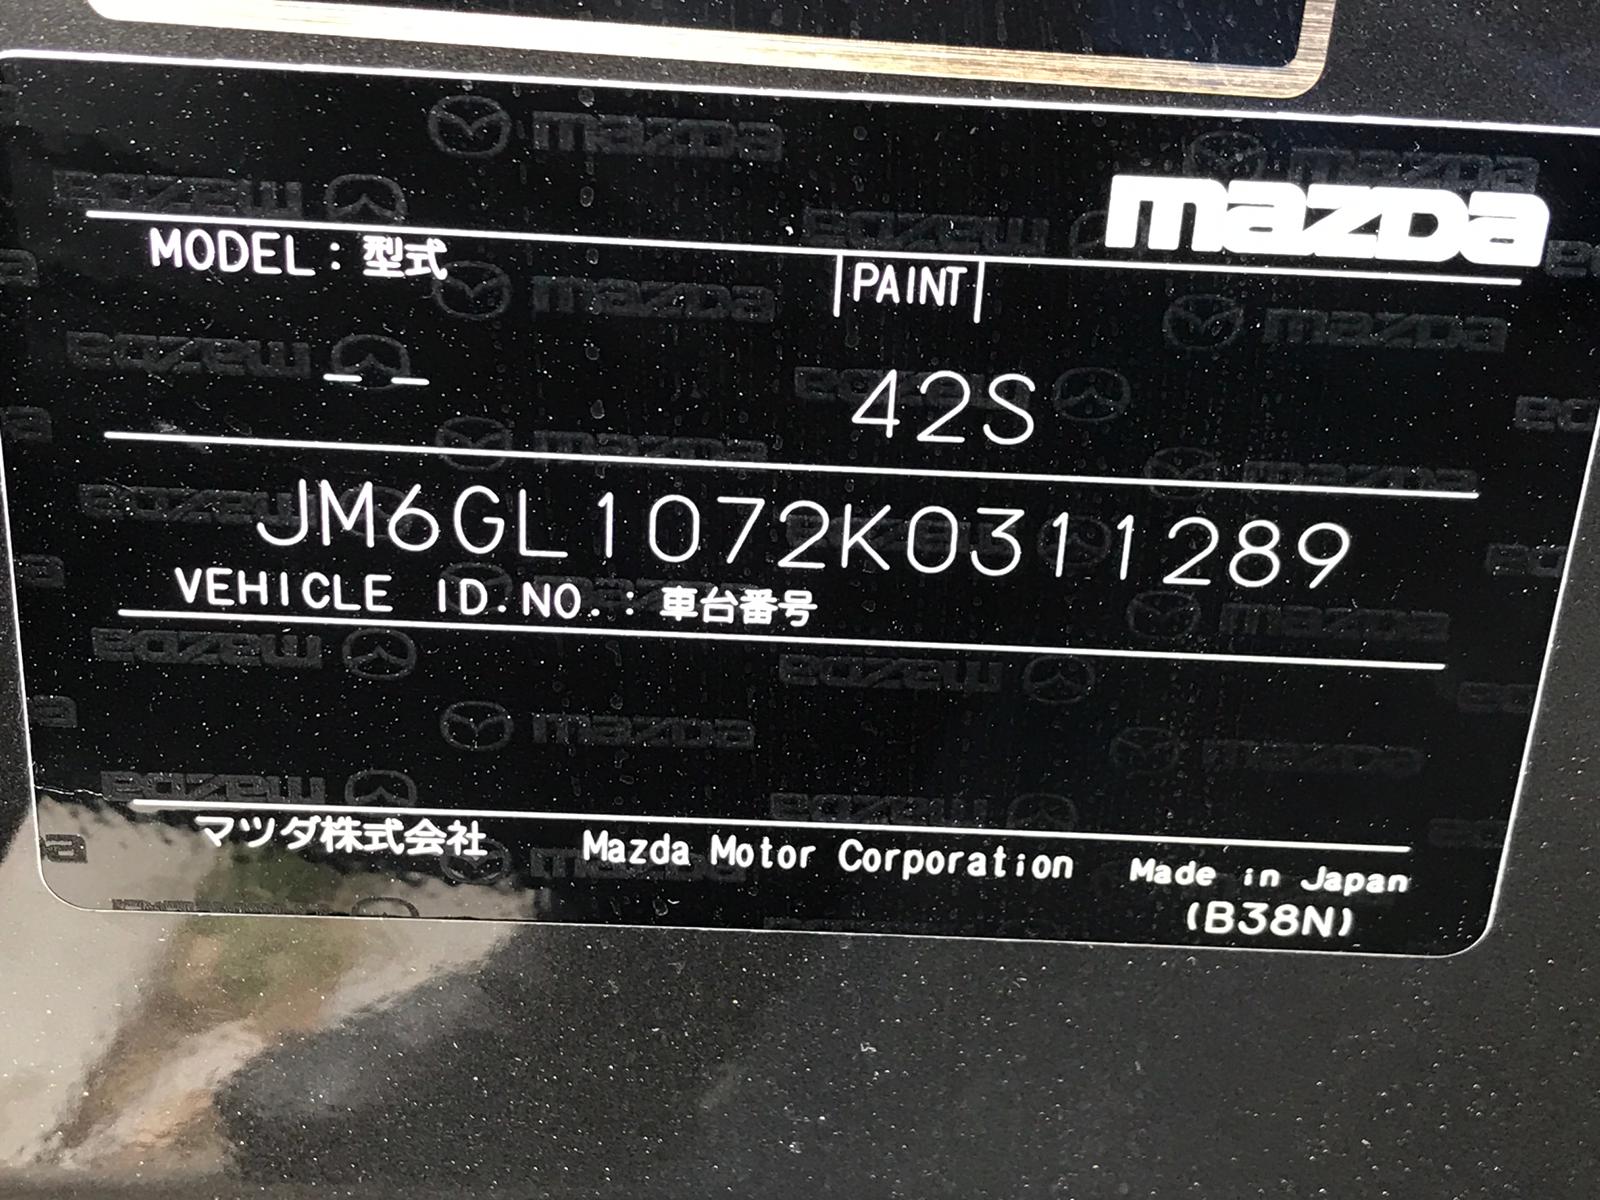 mazda
MODEL : 型式
PAINT
– –
42S
JM6GL1072K0311289
VEHICLE ID.NO. : 車台番号
マツダ株式会社 Mazda Motor Corporation Made in Japan
(B38N)